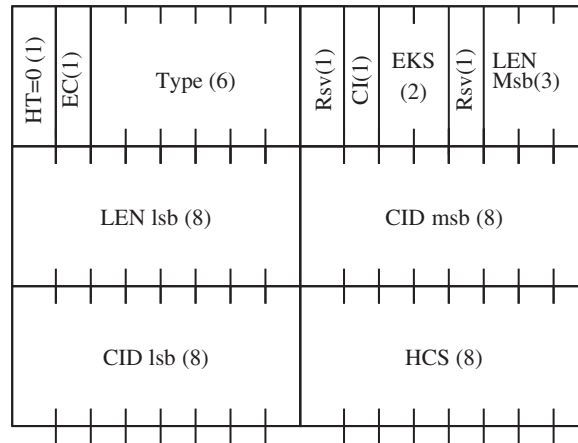 HT=0 (1)
EC(1)
Type (6)
Rsv(1)
CI(1)
EKS
(2)
Rsv(1)
LEN
Msb(3)
LEN lsb (8)
CID msb (8)
CID lsb (8)
HCS (8)